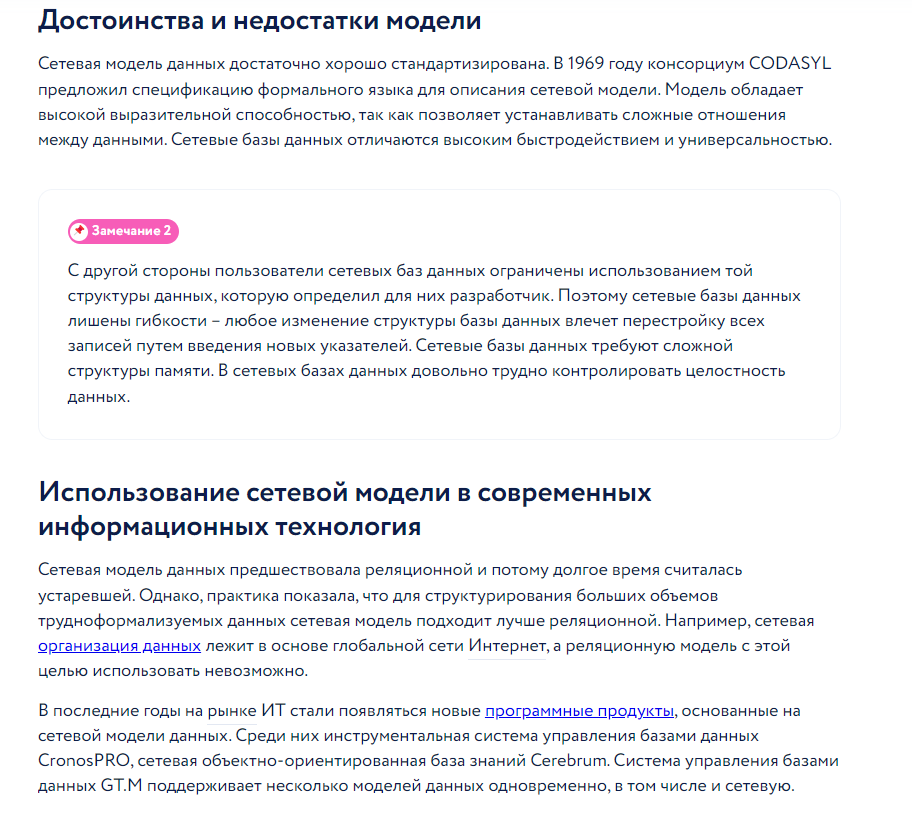 Достоинства и недостатки модели
Сетевая модель данных достаточно хорошо стандартизирована. В 1969 году консорциум CODASYL
предложил спецификацию формального языка для описания сетевой модели. Модель обладает
высокой выразительной способностью, так как позволяет устанавливать сложные отношения
между данными. Сетевые базы данных отличаются высоким быстродействием и универсальностью.
Замечание 2
С другой стороны пользователи сетевых баз данных ограничены использованием той
структуры данных, которую определил для них разработчик. Поэтому сетевые базы данных
лишены гибкости – любое изменение структуры базы данных влечет перестройку всех
записей путем введения новых указателей. Сетевые базы данных требуют сложной
структуры памяти. В сетевых базах данных довольно трудно контролировать целостность
данных.
Использование сетевой модели в современных
информационных технология
Сетевая модель данных предшествовала реляционной и потому долгое время считалась
устаревшей. Однако, практика показала, что для структурирования больших объемов
трудноформализуемых данных сетевая модель подходит лучше реляционной. Например, сетевая
организация данных лежит в основе глобальной сети Интернет, а реляционную модель с этой
целью использовать невозможно.
В последние годы на рынке ИТ стали появляться новые программные продукты, основанные на
сетевой модели данных. Среди них инструментальная система управления базами данных
CronosPRO, сетевая объектно-ориентированная база знаний Cerebrum. Система управления базами
данных GT.M поддерживает несколько моделей данных одновременно, в том числе и сетевую.